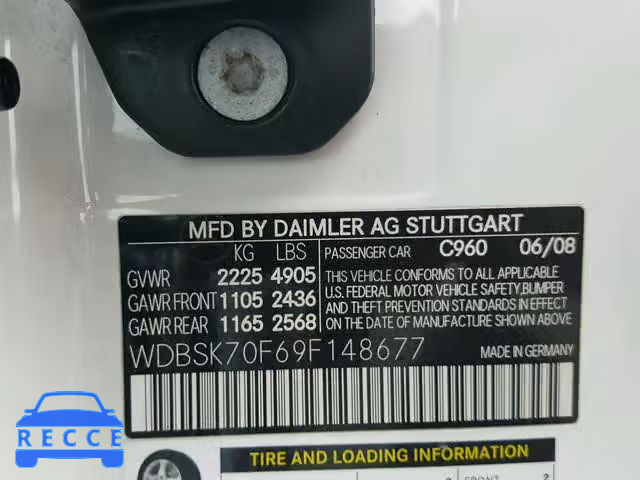 MFD BY DAIMLER AG STUTTGART
KG LBS PASSENGER CAR C960 06/08
GVWR 2225 4905
GAWR FRONT 1105 2436
GAWR REAR 1165 2568
THIS VEHICLE CONFORMS TO ALL APPLICABLE
U.S. FEDERAL MOTOR VEHICLE SAFETY,BUMPER
AND THEFT PREVENTION STANDARDS IN EFFECT
ON THE DATE OF MANUFACTURE SHOWN ABOVE.
WDBSK70F69F148677 MADE IN GERMANY
TIRE AND LOADING INFORMATION
RECCE